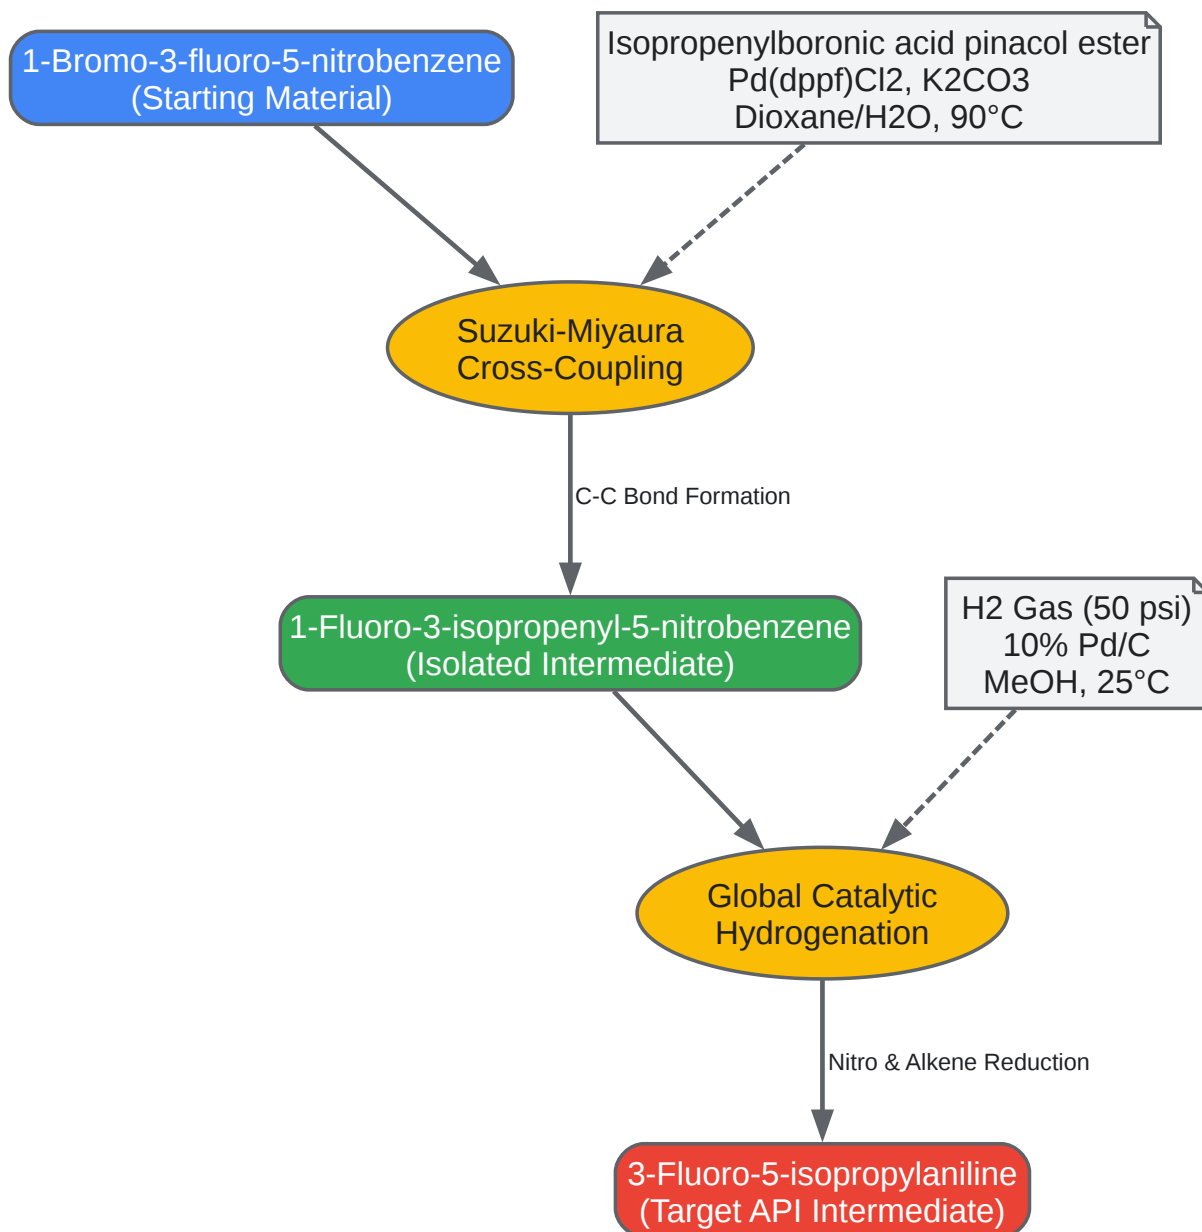 1-Bromo-3-fluoro-5-nitrobenzene
(Starting Material)
Isopropenylboronic acid pinacol ester
Pd(dppf)Cl2, K2CO3
Dioxane/H2O, 90°C
Suzuki-Miyaura
Cross-Coupling
C-C Bond Formation
1-Fluoro-3-isopropenyl-5-nitrobenzene
(Isolated Intermediate)
H2 Gas (50 psi)
10% Pd/C
MeOH, 25°C
Global Catalytic
Hydrogenation
Nitro & Alkene Reduction
3-Fluoro-5-isopropylaniline
(Target API Intermediate)